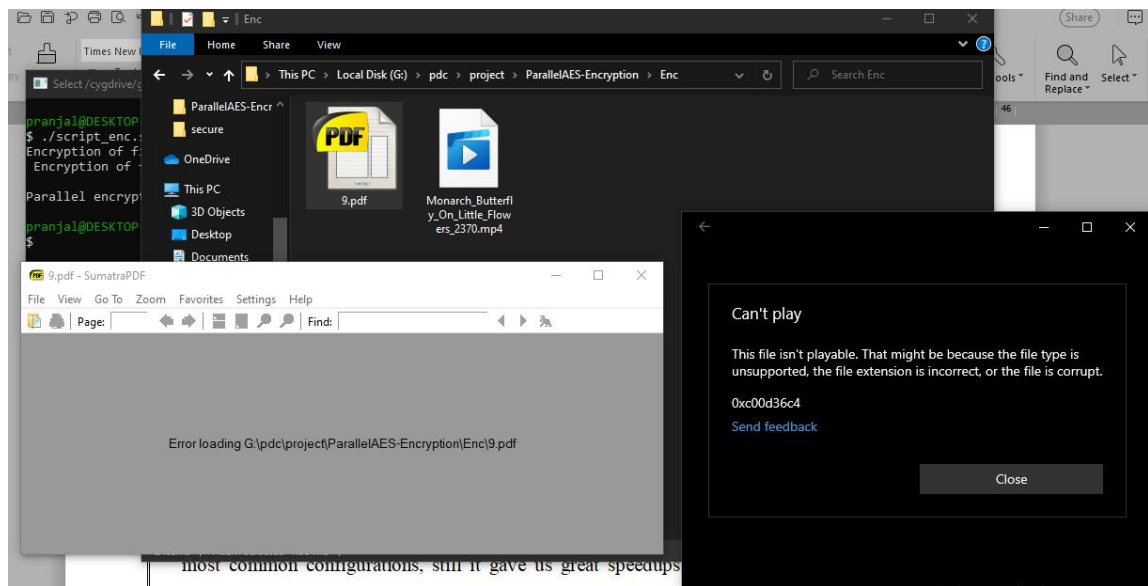 Enc
Share
File Home Share View
Times New
This PC > Local Disk (G:) > pdc > project > ParallelAES-Encryption > Enc
Search Enc
Find and
Replace
Select
46
Select /cygdrive/
pranjal@DESKTOP
$ ./script_enc.
Encryption of
Encryption of
Parallel encryp
pranjal@DESKTOP
$
ParallelAES-Encr
secure
OneDrive
This PC
3D Objects
Desktop
Documents
PDF
9.pdf
Monarch_Butterfl
y_On_Little_Flow
ers_2370.mp4
9.pdf - SumatraPDF
File View Go To Zoom Favorites Settings Help
Page: Find:
Error loading G:\pdc\project\ParallelAES-Encryption\Enc\9.pdf
Can't play
This file isn't playable. That might be because the file type is
unsupported, the file extension is incorrect, or the file is corrupt.
0xc00d36c4
Send feedback
Close
most common configurations, still it gave us great speedups